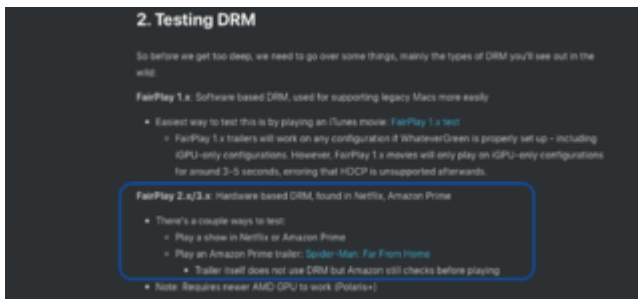 2. Testing DRM
So before we get too deep, we need to go over some things, mainly the types of DRM you'll see out in the
wild:
FairPlay 1.x: Software based DRM, used for supporting legacy Macs more easily
• Easiest way to test this is by playing an iTunes movie: FairPlay 1.x test
◦ FairPlay 1.x trailers will work on any configuration if WhateverGreen is properly set up - including
iGPU-only configurations. However, FairPlay 1.x movies will only play on iGPU-only configurations
for around 3-5 seconds, erroring that HDCP is unsupported afterwards.
FairPlay 2.x/3.x: Hardware based DRM, found in Netflix, Amazon Prime
• There's a couple ways to test:
◦ Play a show in Netflix or Amazon Prime
◦ Play an Amazon Prime trailer: Spider-Man: Far From Home
▪ Trailer itself does not use DRM but Amazon still checks before playing
• Note: Requires newer AMD GPU to work (Polaris+)